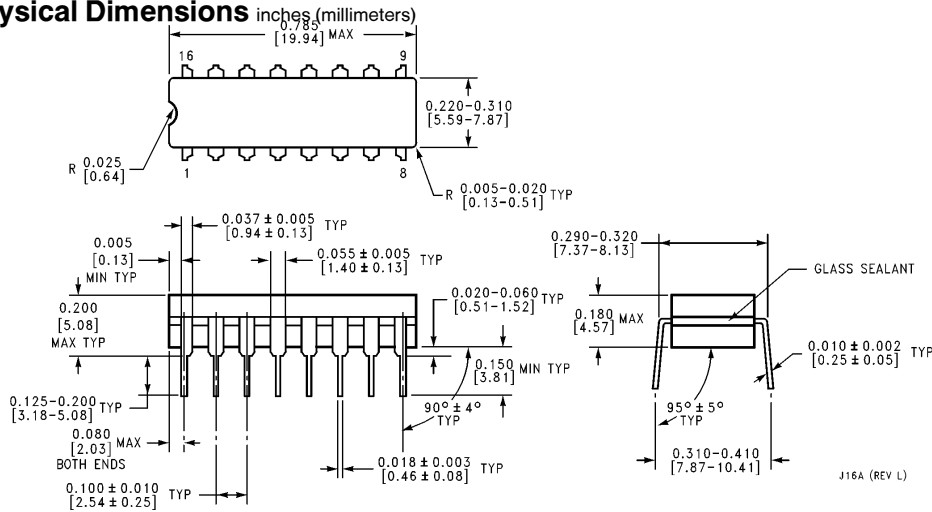 ysical Dimensions inches (millimeters)
0.785
[19.94] MAX
16
9
0.220–0.310
[5.59–7.87]
R 0.025
[0.64]
1
8
R 0.005–0.020 TYP
[0.13–0.51]
0.037 ± 0.005 TYP
[0.94 ± 0.13]
0.005
[0.13]
MIN TYP
0.055 ± 0.005 TYP
[1.40 ± 0.13]
0.290–0.320
[7.37–8.13]
GLASS SEALANT
0.200
[5.08]
MAX TYP
0.020–0.060 TYP
[0.51–1.52]
0.180 MAX
[4.57]
0.150 MIN TYP
[3.81]
0.010 ± 0.002 TYP
[0.25 ± 0.05]
0.125–0.200 TYP
[3.18–5.08]
90° ± 4°
TYP
95° ± 5°
TYP
0.080 MAX
[2.03]
BOTH ENDS
0.018 ± 0.003 TYP
[0.46 ± 0.08]
0.310–0.410
[7.87–10.41]
0.100 ± 0.010 TYP
[2.54 ± 0.25]
J16A (REV L)